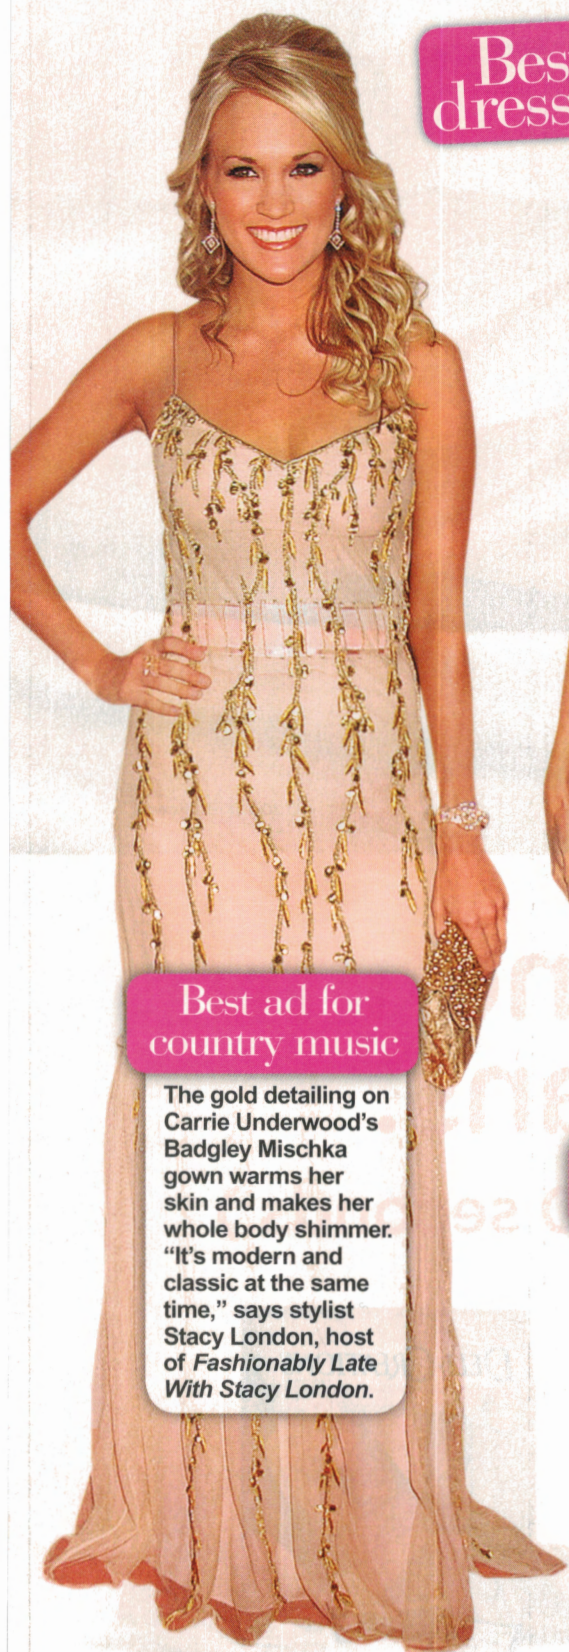 Bes
dress
Best ad for
country music
The gold detailing on
Carrie Underwood's
Badgley Mischka
gown warms her
skin and makes her
whole body shimmer.
“It's modern and
classic at the same
time,” says stylist
Stacy London, host
of Fashionably Late
With Stacy London.